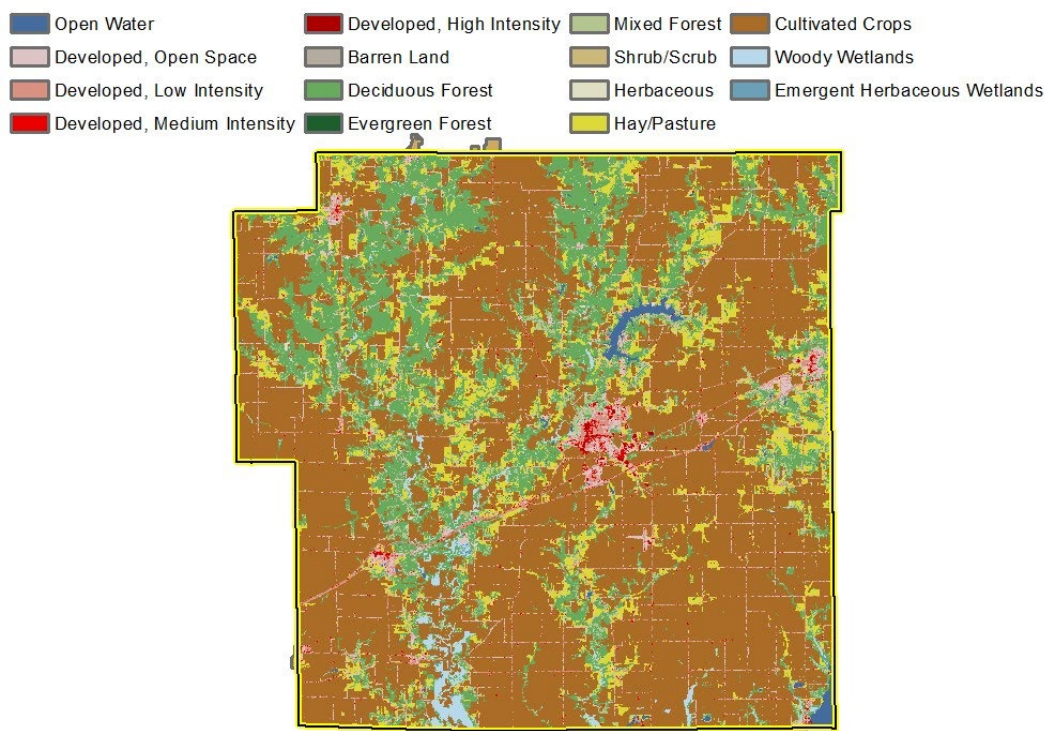 Open Water
Developed, High Intensity
Mixed Forest
Cultivated Crops
Developed, Open Space
Barren Land
Shrub/Scrub
Woody Wetlands
Developed, Low Intensity
Deciduous Forest
Herbaceous
Emergent Herbaceous Wetlands
Developed, Medium Intensity
Evergreen Forest
Hay/Pasture